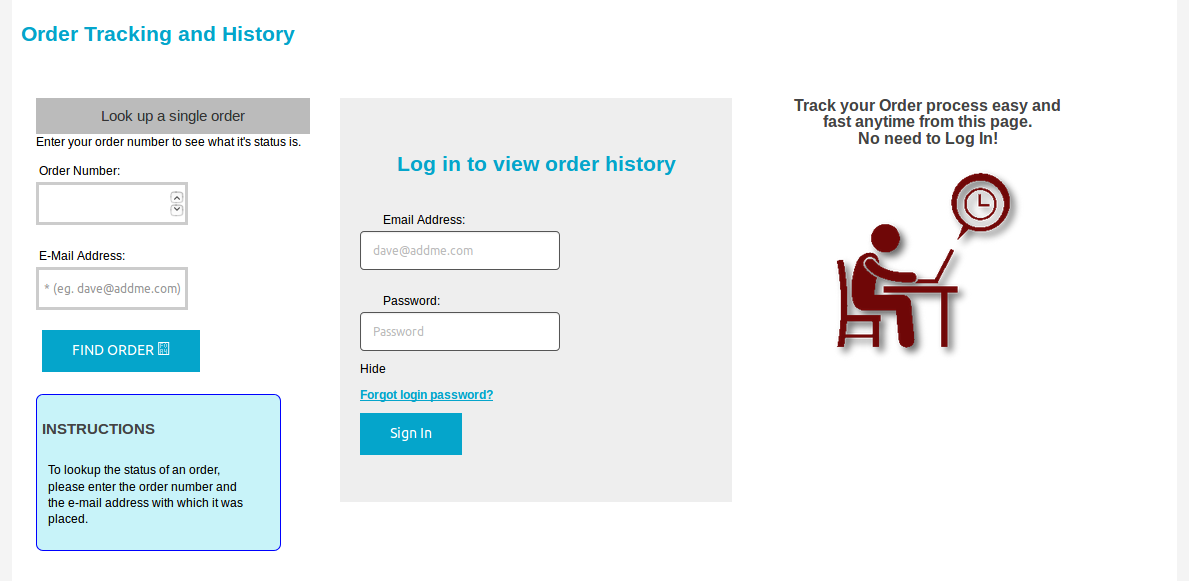 Order Tracking and History
Look up a single order
Enter your order number to see what it's status is.
Order Number:
E-Mail Address:
* (eg. dave@addme.com)
FIND ORDER
INSTRUCTIONS
To lookup the status of an order,
please enter the order number and
the e-mail address with which it was
placed.
Log in to view order history
Email Address:
dave@addme.com
Password:
Password
Hide
Forgot login password?
Sign In
Track your Order process easy and
fast anytime from this page.
No need to Log In!